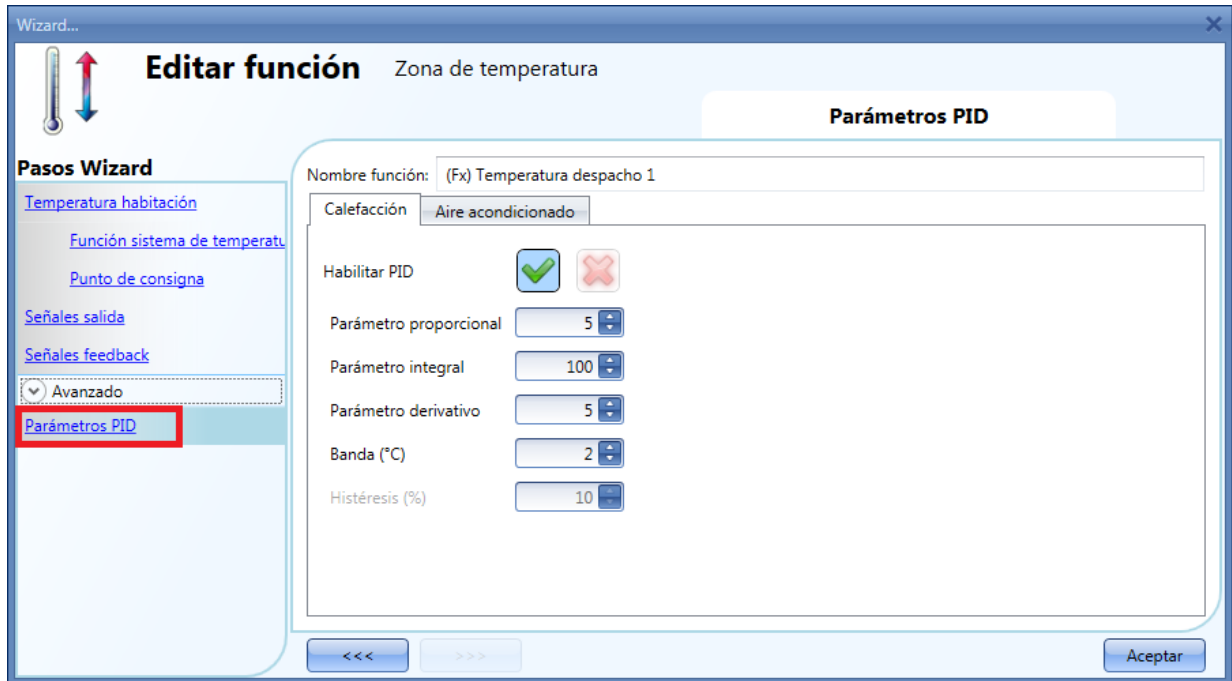 Wizard...
Editar función Zona de temperatura
Parámetros PID
Pasos Wizard
Temperatura habitación
Función sistema de temperatu
Punto de consigna
Señales salida
Señales feedback
Avanzado
Parámetros PID
Nombre función: (Fx) Temperatura despacho 1
Calefacción Aire acondicionado
Habilitar PID
Parámetro proporcional 5
Parámetro integral 100
Parámetro derivativo 5
Banda (°C) 2
Histéresis (%) 10
<<< >>> Aceptar